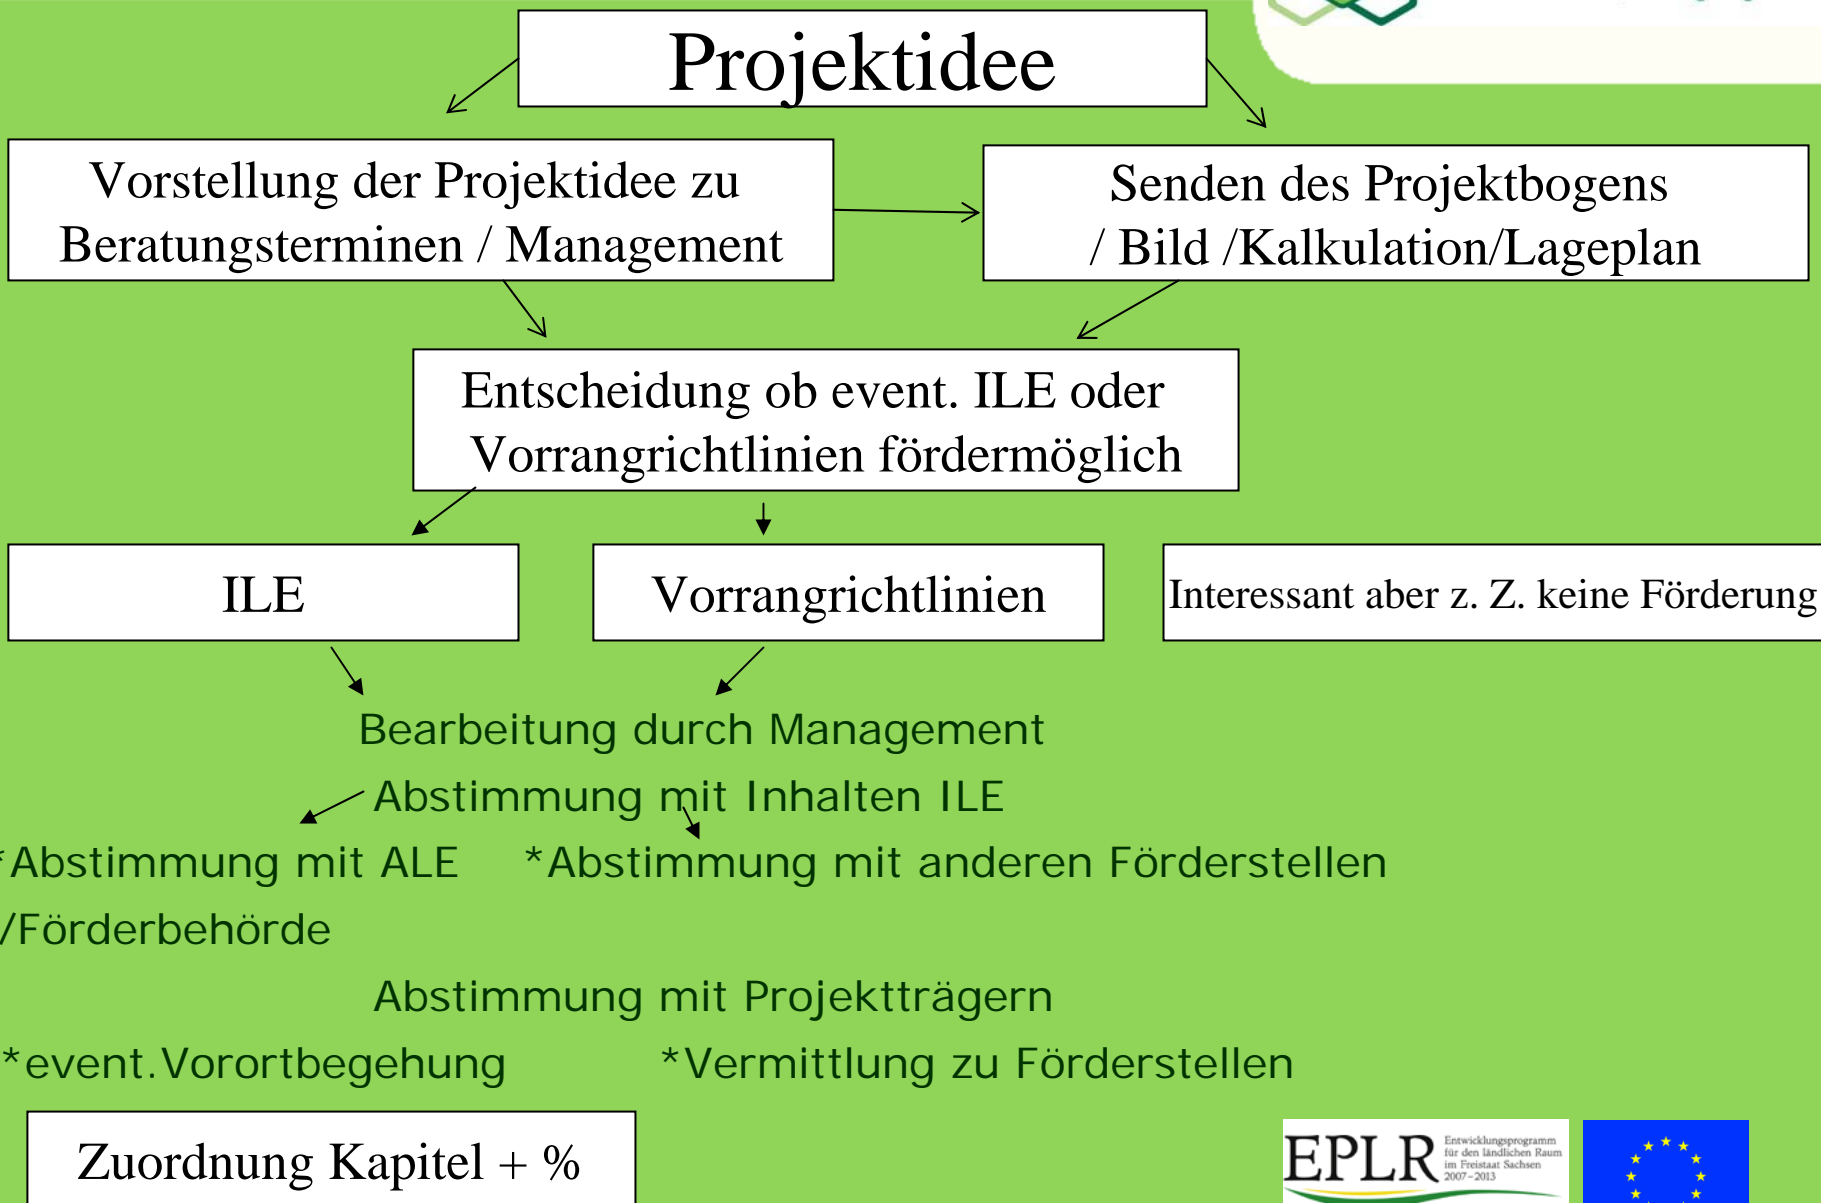 Projektidee
Vorstellung der Projektidee zu
Beratungsterminen / Management
Senden des Projektbogens
/ Bild /Kalkulation/Lageplan
Entscheidung ob event. ILE oder
Vorrangrichtlinien fördermöglich
ILE
Vorrangrichtlinien
Interessant aber z. Z. keine Förderung
Bearbeitung durch Management
Abstimmung mit Inhalten ILE
*Abstimmung mit ALE *Abstimmung mit anderen Förderstellen
/Förderbehörde
Abstimmung mit Projektträgern
*event.Vorortbegehung *Vermittlung zu Förderstellen
Zuordnung Kapitel + %
EPLR
Entwicklungsprogramm
für den ländlichen Raum
im Freistaat Sachsen
2007-2013